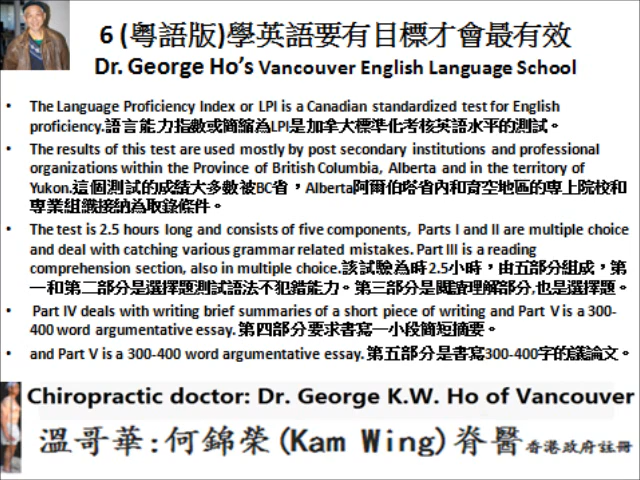 6 (粵語版)學英語要有目標才會最有效
Dr. George Ho's Vancouver English Language School
• The Language Proficiency Index or LPI is a Canadian standardized test for English
proficiency.語言能力指數或簡縮為LPI是加拿大標準化考核英語水平的測試。
• The results of this test are used mostly by post secondary institutions and professional
organizations within the Province of British Columbia, Alberta and in the territory of
Yukon.這個測試的成績大多數被BC省，Alberta阿爾伯塔省內和育空地區的專上院校和
專業組織接納為取錄條件。
• The test is 2.5 hours long and consists of five components,  Parts I and II are multiple choice
and deal with catching various grammar related mistakes. Part III is a reading
comprehension section, also in multiple choice.該試驗為時2.5小時，由五部分組成，第
一和第二部分是選擇題測試語法不犯錯能力。第三部分是閱讀理解部分,也是選擇題。
• Part IV deals with writing brief summaries of a short piece of writing and Part V is a 300-
400 word argumentative essay. 第四部分要求書寫一小段簡短摘要。
• and Part V is a 300-400 word argumentative essay. 第五部分是書寫300-400字的議論文。
Chiropractic doctor: Dr. George K.W. Ho of Vancouver
溫哥華:何錦榮(Kam Wing)脊醫香港政府註冊